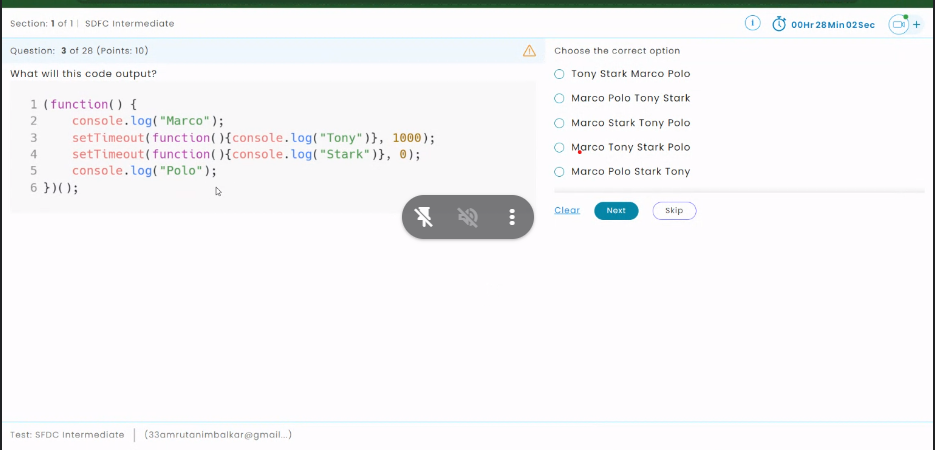 Section: 1 of 1 | SDFC Intermediate
00Hr 28Min 02Sec
Question: 3 of 28 (Points: 10)
What will this code output?
1 (function() {
2 console.log("Marco");
3 setTimeout(function(){console.log("Tony")}, 1000);
4 setTimeout(function(){console.log("Stark")}, 0);
5 console.log("Polo");
6 })();
Choose the correct option
Tony Stark Marco Polo
Marco Polo Tony Stark
Marco Stark Tony Polo
Marco Tony Stark Polo
Marco Polo Stark Tony
Clear Next Skip
Test: SFDC Intermediate | (33amrutanimbalkar@gmail...)